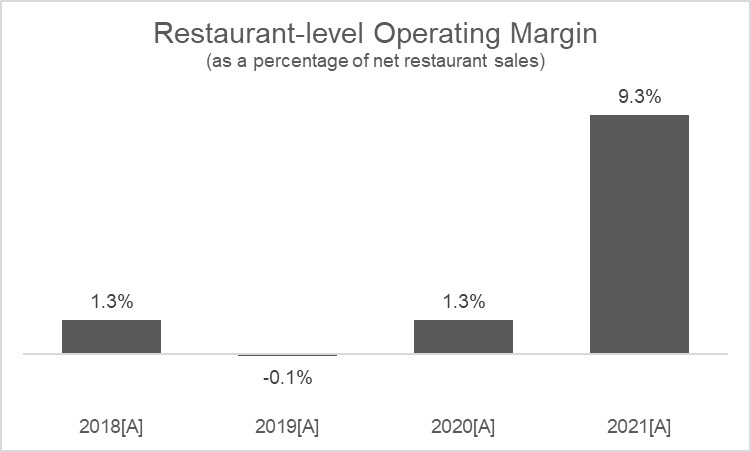 Restaurant-level Operating Margin
(as a percentage of net restaurant sales)
9.3%
1.3%
1.3%
-0.1%
2018[A]
2019[A]
2020[A]
2021[A]